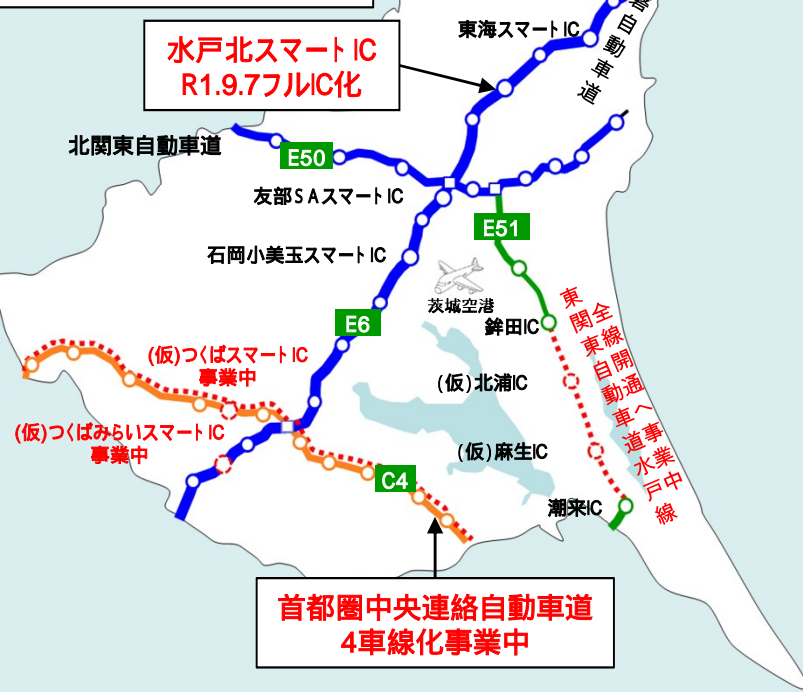 東海スマートIC
自動車道
水戸北スマートIC
R1.9.7フルIC化
北関東自動車道
E50
友部SAスマートIC
E51
石岡小美玉スマートIC
茨城空港
E6
鉾田IC
東関東自動車道水戸線
全線開通へ事業中
(仮)つくばスマートIC
事業中
(仮)北浦IC
(仮)つくばみらいスマートIC
事業中
(仮)麻生IC
C4
潮来IC
首都圏中央連絡自動車道
4車線化事業中